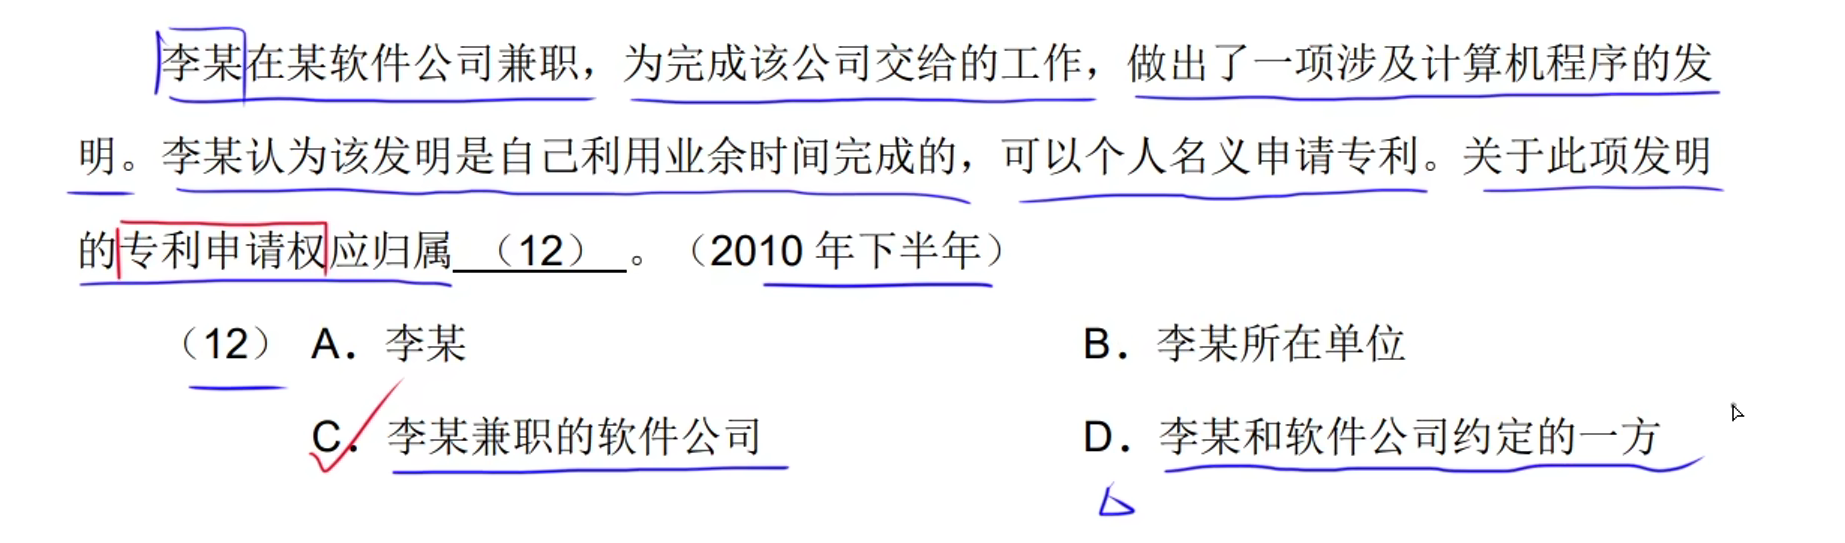 李某在某软件公司兼职，为完成该公司交给的工作，做出了一项涉及计算机程序的发
明。李某认为该发明是自己利用业余时间完成的，可以个人名义申请专利。关于此项发明
的专利申请权应归属 （12） 。（2010 年下半年）
（12） A． 李某 B． 李某所在单位
C． 李某兼职的软件公司 D． 李某和软件公司约定的一方